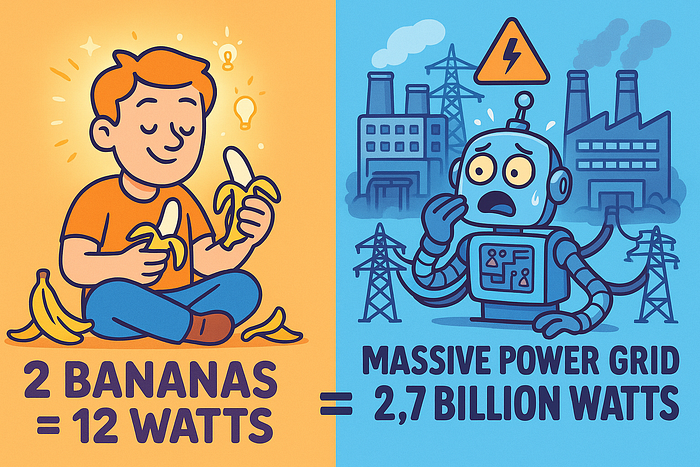 2 BANANAS
= 12 WATTS
=
MASSIVE POWER GRID
2,7 BILLION WATTS